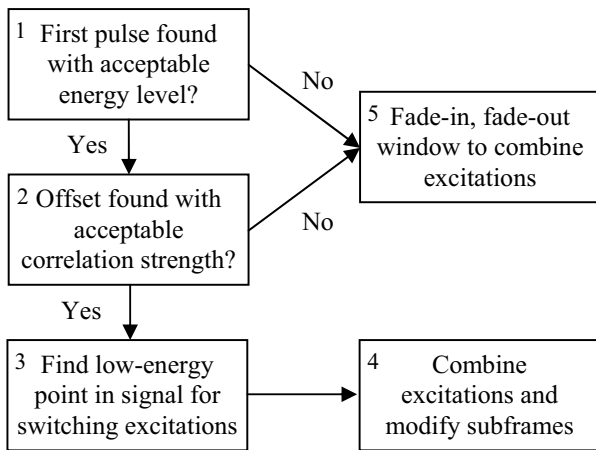 1 First pulse found
with acceptable
energy level?
No
5 Fade-in, fade-out
window to combine
excitations
Yes
2 Offset found with
acceptable
correlation strength?
No
Yes
3 Find low-energy
point in signal for
switching excitations
4 Combine
excitations and
modify subframes